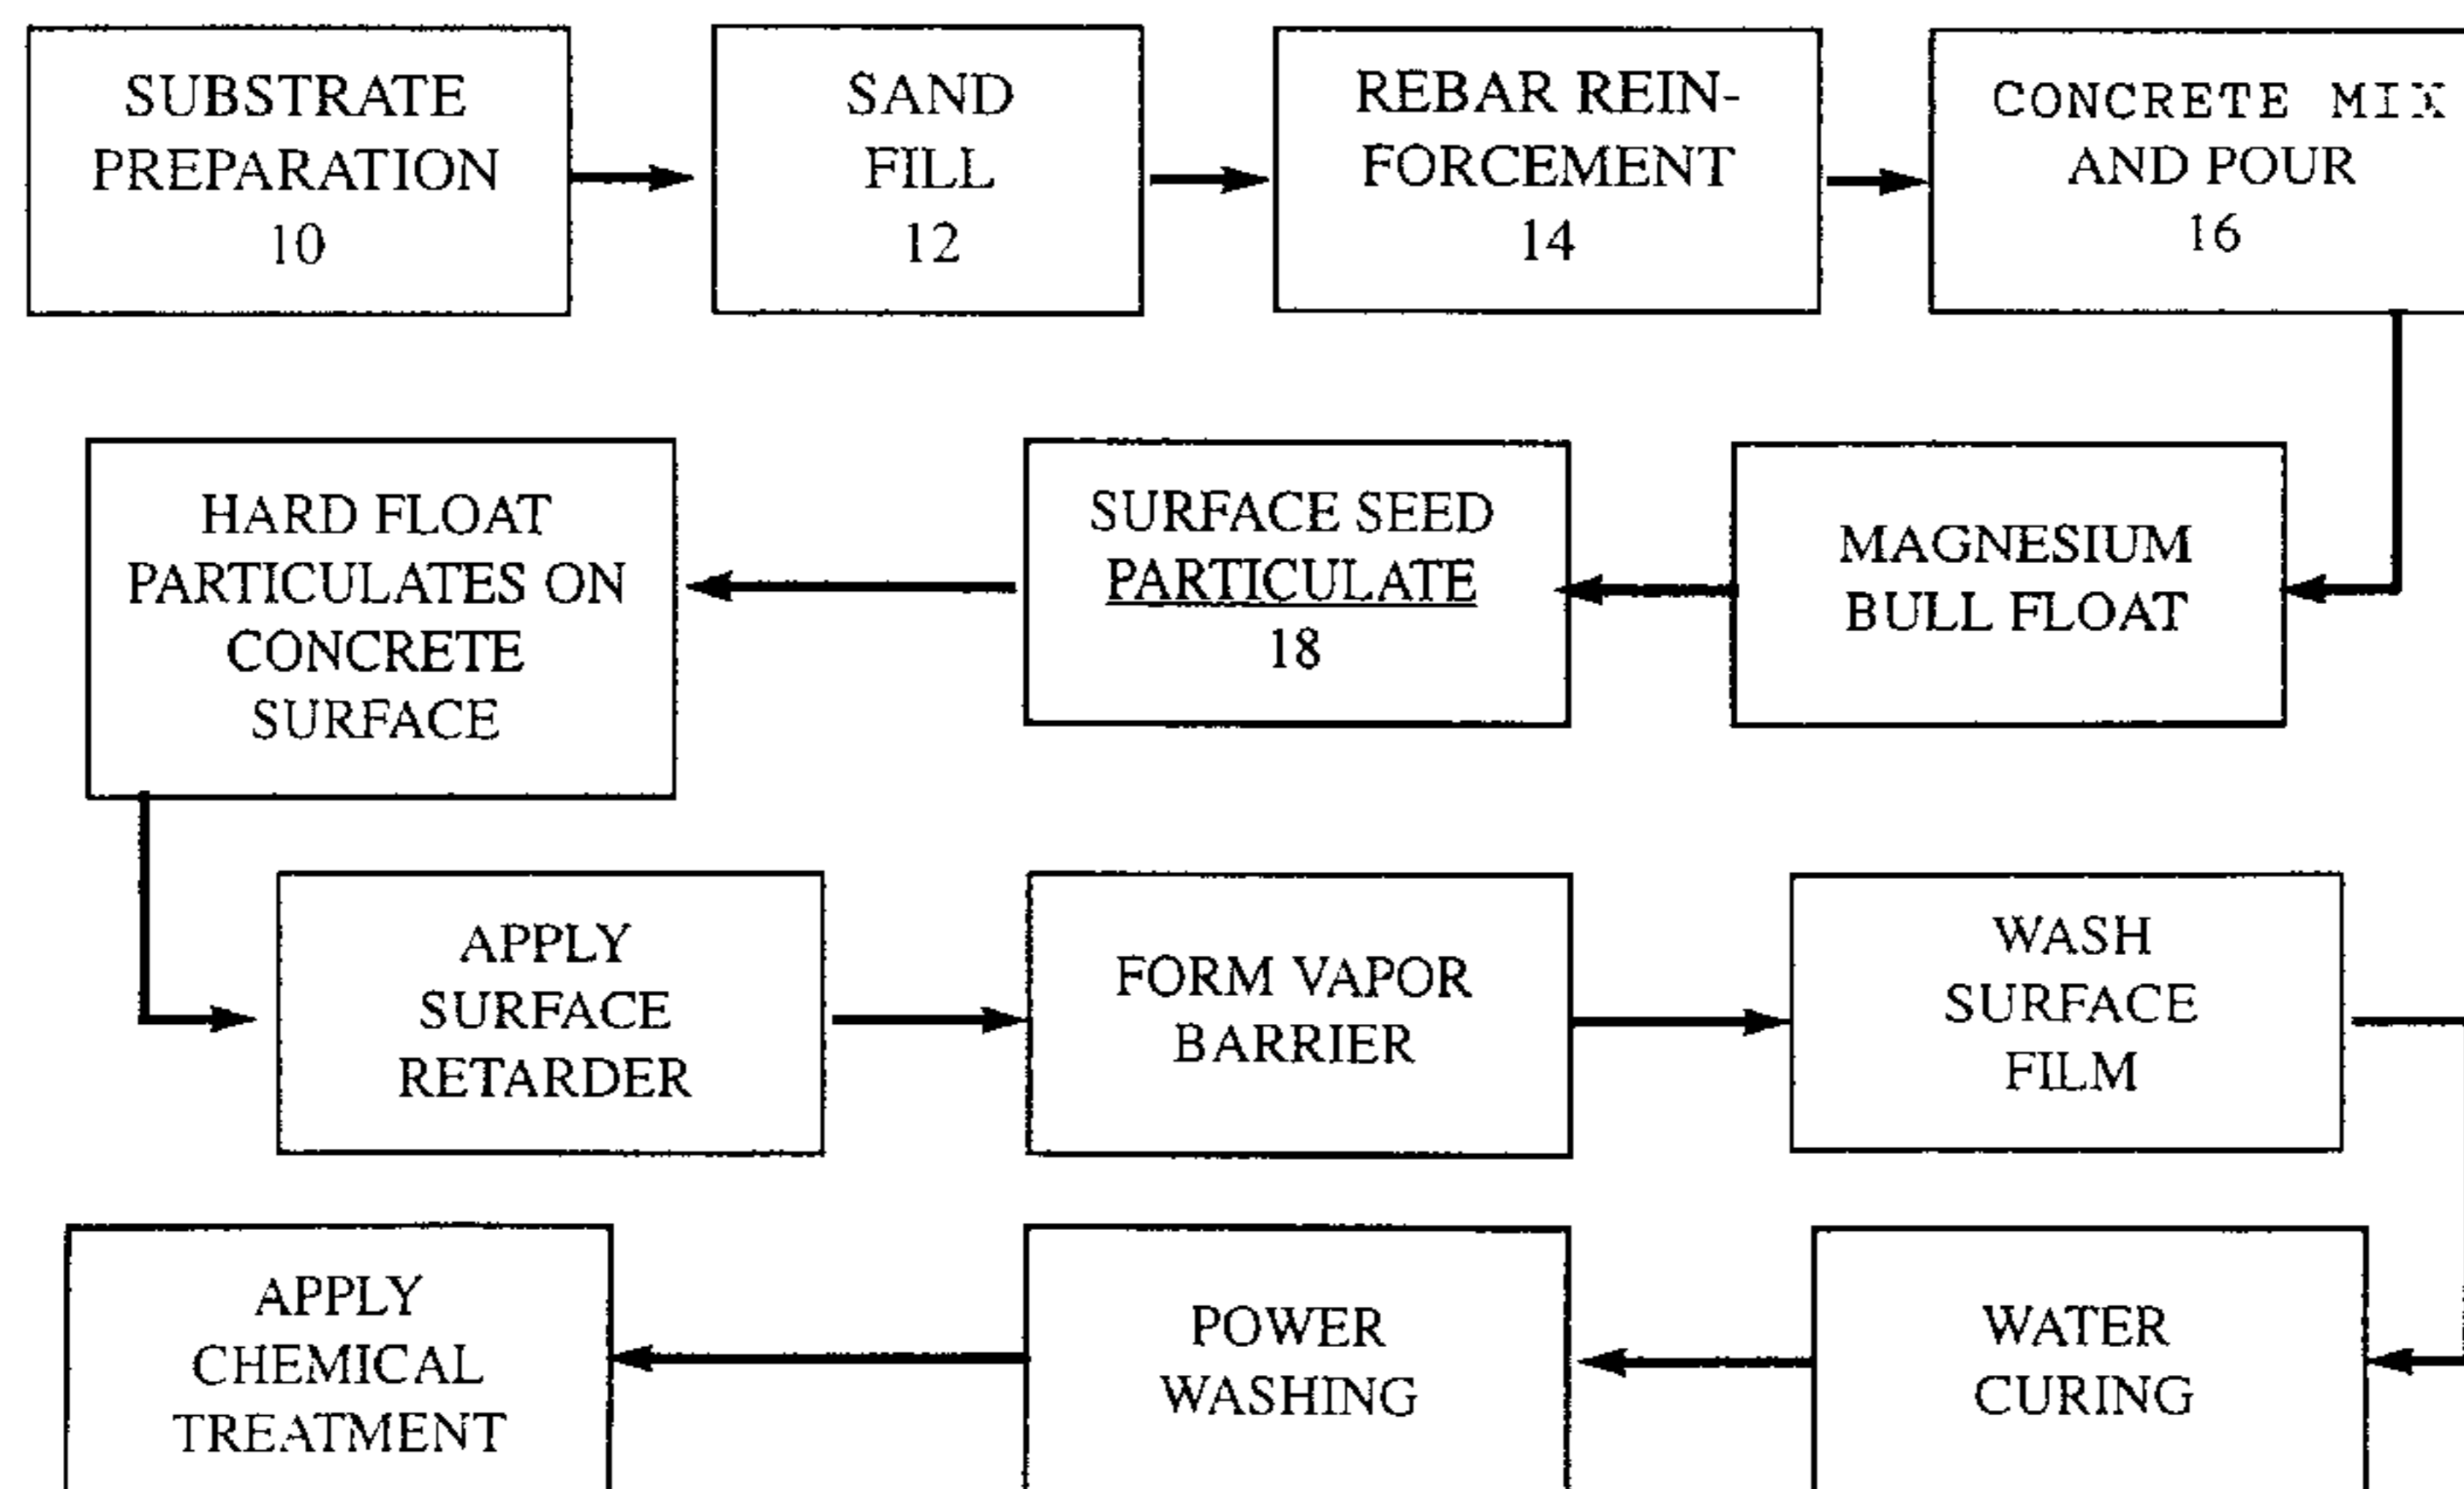 SUBSTRATE
PREPARATION
10
SAND
FILL
12
REBAR REIN-
FORCEMENT
14
CONCRETE MIX
AND POUR
16
MAGNESIUM
BULL FLOAT
SURFACE SEED
PARTICULATE
18
HARD FLOAT
PARTICULATES ON
CONCRETE
SURFACE
APPLY
SURFACE
RETARDER
FORM VAPOR
BARRIER
WASH
SURFACE
FILM
WATER
CURING
POWER
WASHING
APPLY
CHEMICAL
TREATMENT